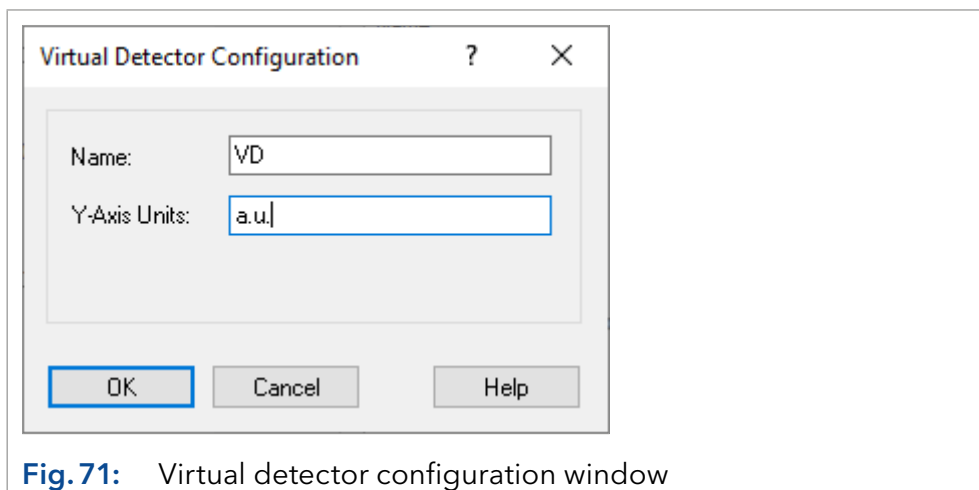 Virtual Detector Configuration ? ×
Name: VD
Y-Axis Units: a.u.
OK Cancel Help
Fig. 71: Virtual detector configuration window